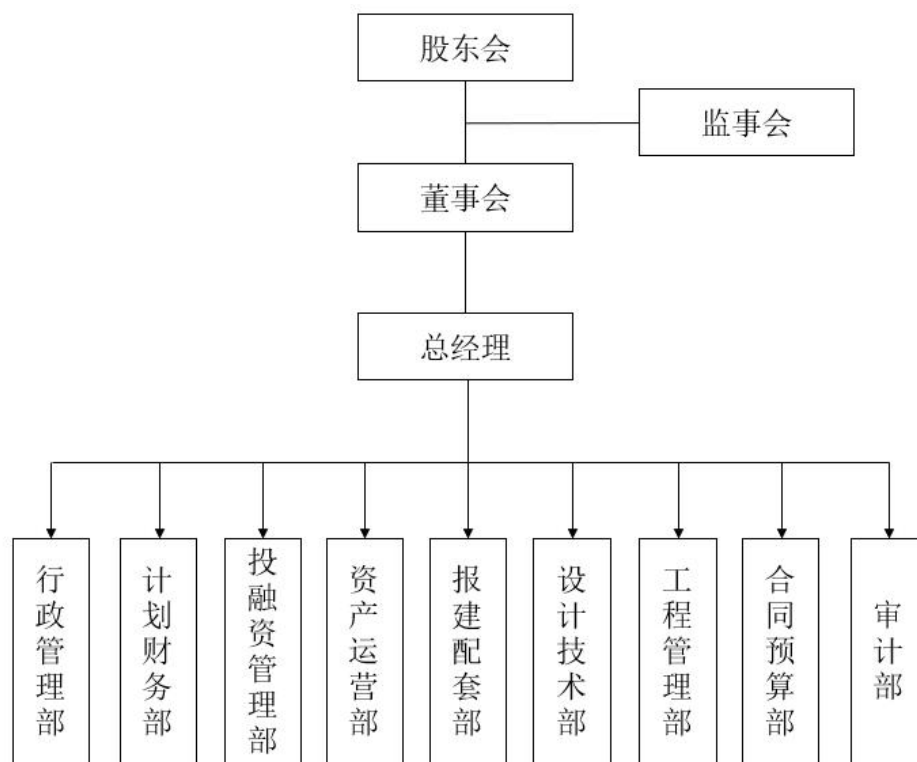 股东会
监事会
董事会
总经理
行政管理部
计划财务部
投融资管理部
资产运营部
报建配套部
设计技术部
工程管理部
合同预算部
审计部